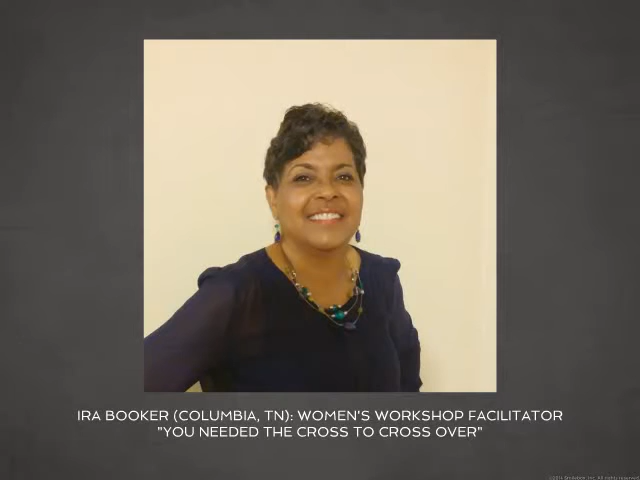 IRA BOOKER (COLUMBIA, TN): WOMEN'S WORKSHOP FACILITATOR
"YOU NEEDED THE CROSS TO CROSS OVER"